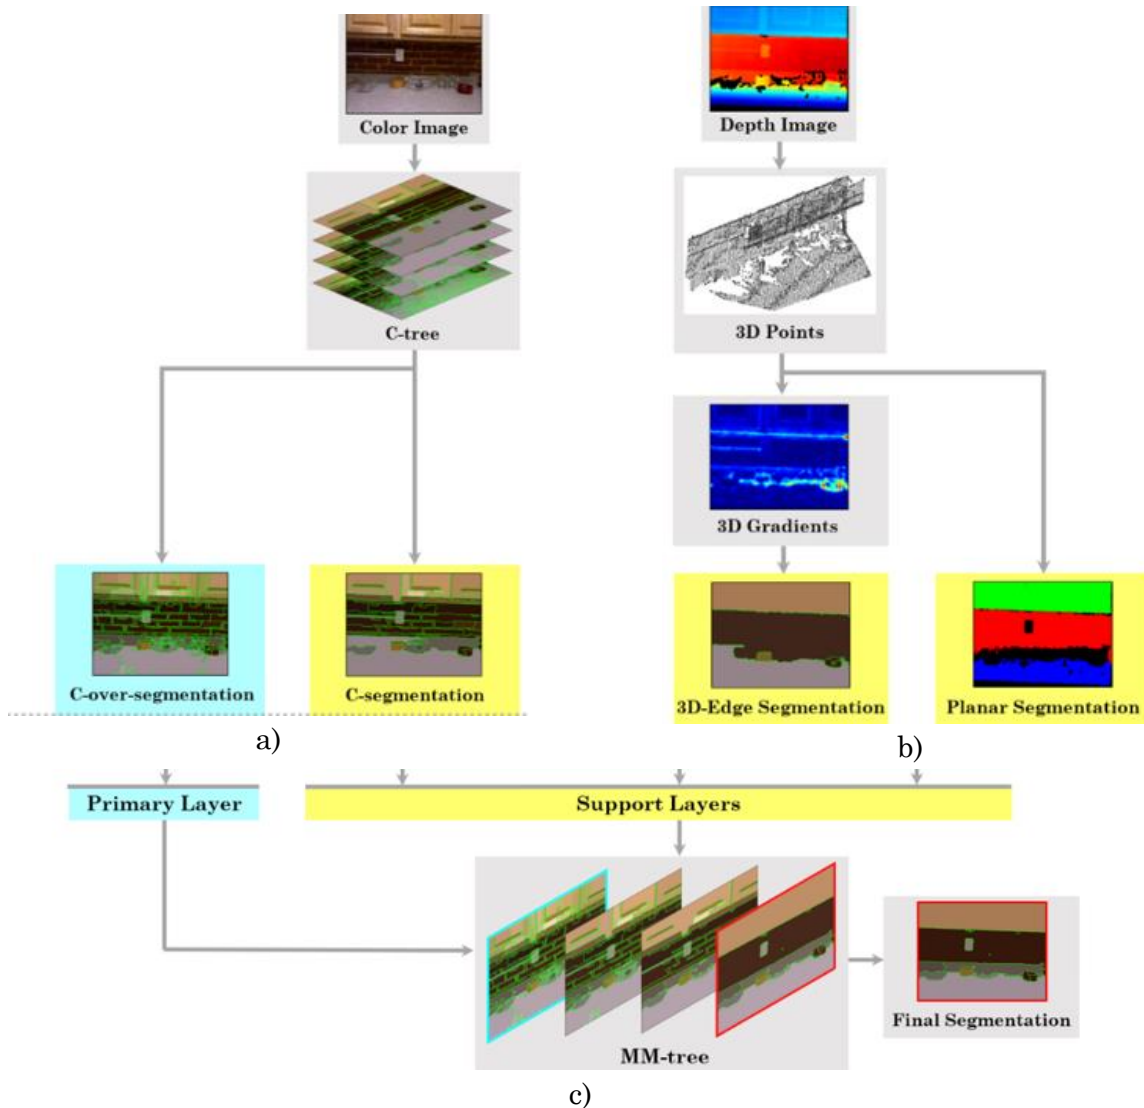 Color Image
Depth Image
C-tree
3D Points
3D Gradients
C-over-segmentation
C-segmentation
3D-Edge Segmentation
Planar Segmentation
a)
b)
Primary Layer
Support Layers
MM-tree
Final Segmentation
c)